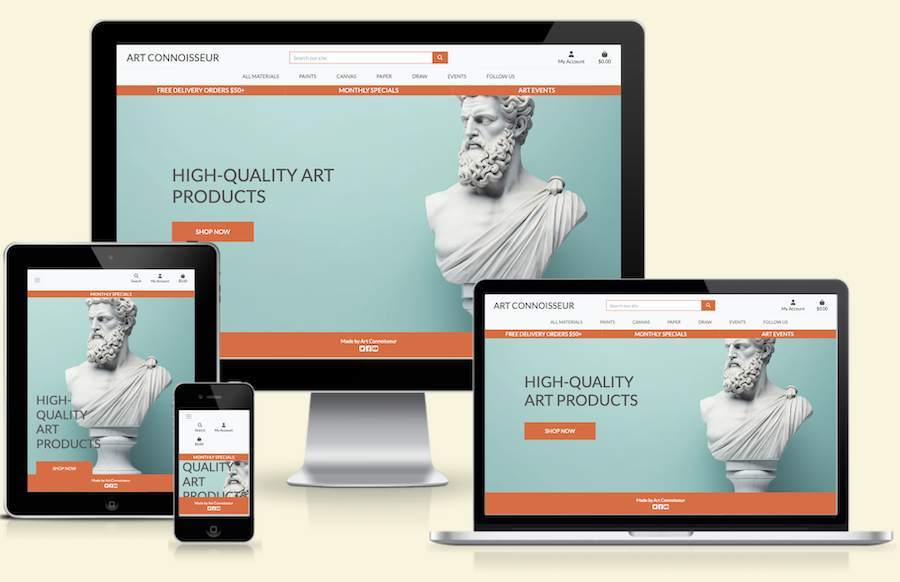 ART CONNOISSEUR
Search our site
My Account
$0.00
ALL MATERIALS PAINTS CANVAS PAPER DRAW EVENTS FOLLOW US
FREE DELIVERY ORDERS $50+ MONTHLY SPECIALS ART EVENTS
HIGH-QUALITY ART
PRODUCTS
SHOP NOW
Made by Art Connoisseur
Search My Account $0.00
MONTHLY SPECIALS
HIGH-
QUALITY
ART
PRODUCTS
SHOP NOW
Made by Art Connoisseur
Search My Account
$0.00
MONTHLY SPECIALS
QUALITY
ART
PRODUCTS
Made by Art Connoisseur
ART CONNOISSEUR
Search our site
My Account
$0.00
ALL MATERIALS PAINTS CANVAS PAPER DRAW EVENTS FOLLOW US
FREE DELIVERY ORDERS $50+ MONTHLY SPECIALS ART EVENTS
HIGH-QUALITY
ART PRODUCTS
SHOP NOW
Made by Art Connoisseur